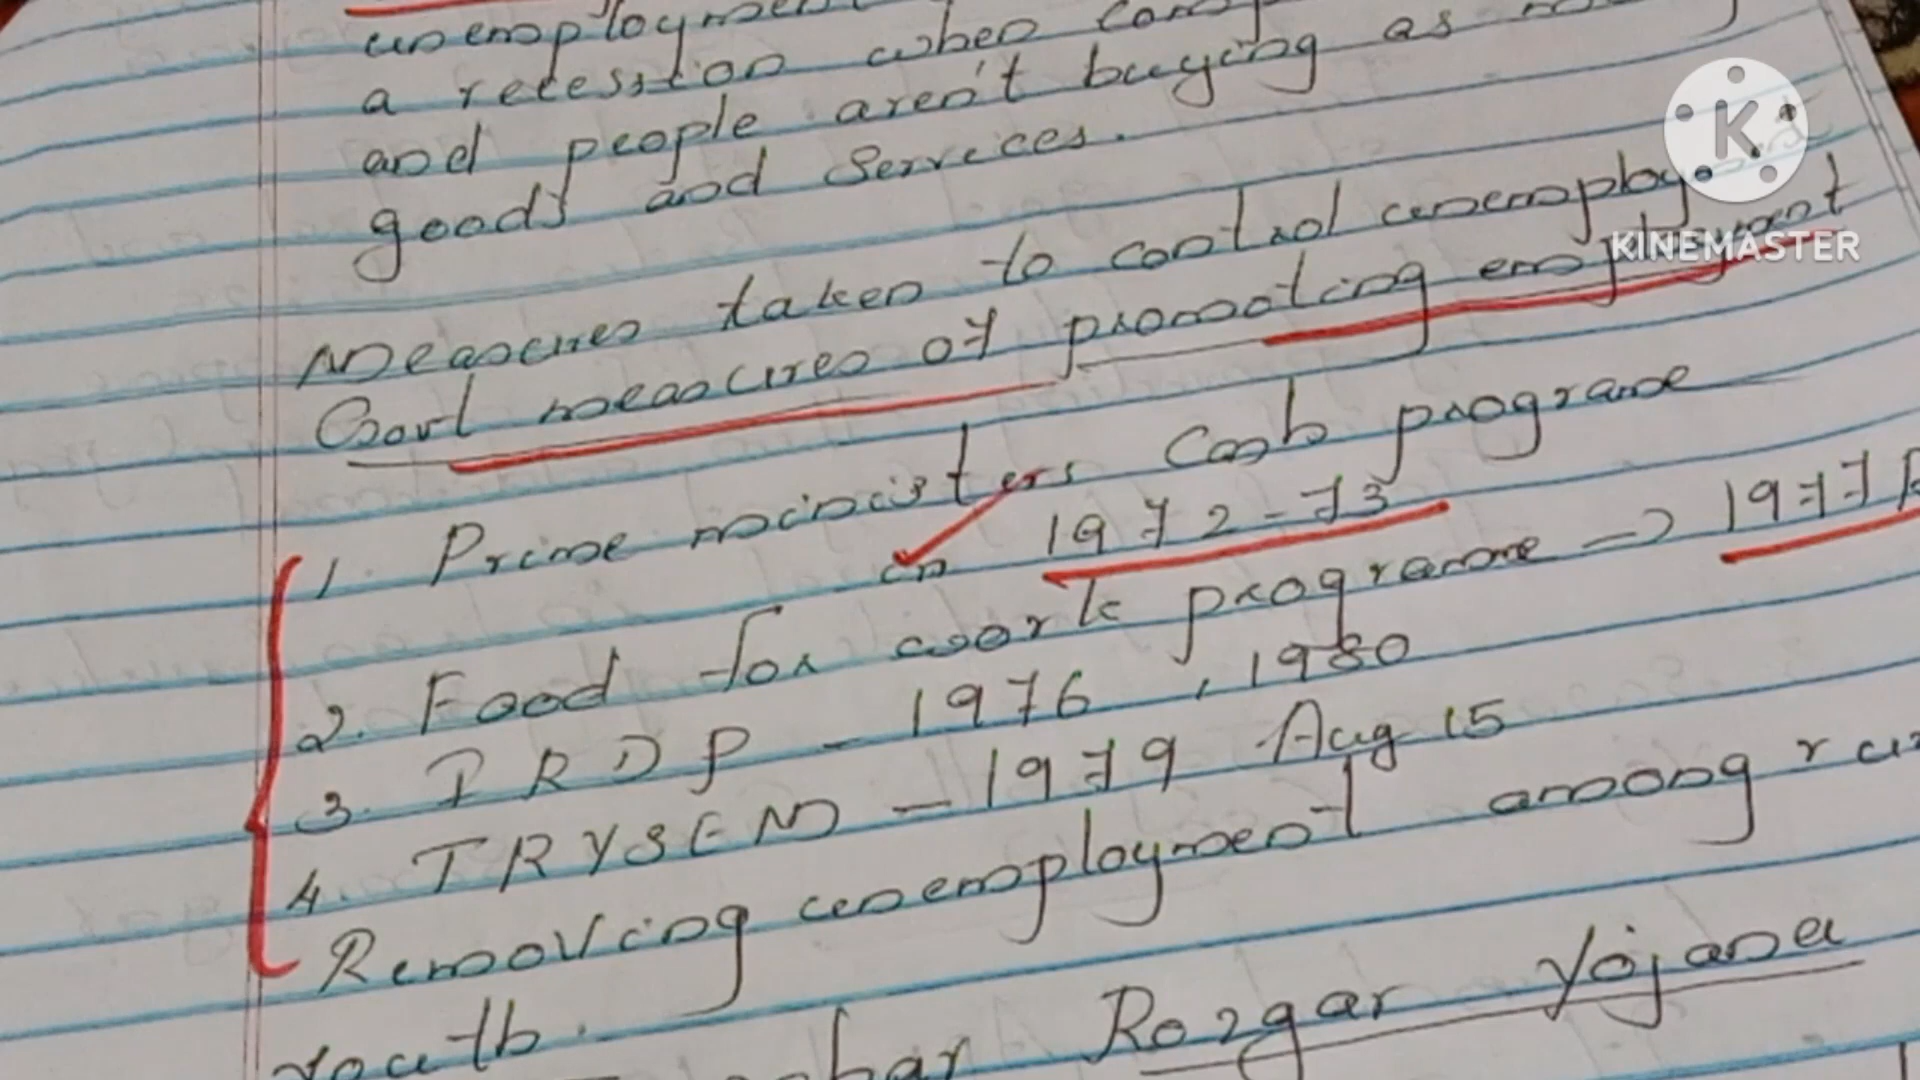 unemployment
a recession when
and people aren't buying as
goods and services.
Measures taken to control unemploy
Govt measures of promoting employment
1. Prime ministers Cash programe
in 1972-73
2. Food for work programme → 1977
3. IRDP - 1976, 1980
4. TRYSEM - 1979 Aug 15
Removing unemployment among
youth.
Rozgar Yojana
K
KINEMASTER